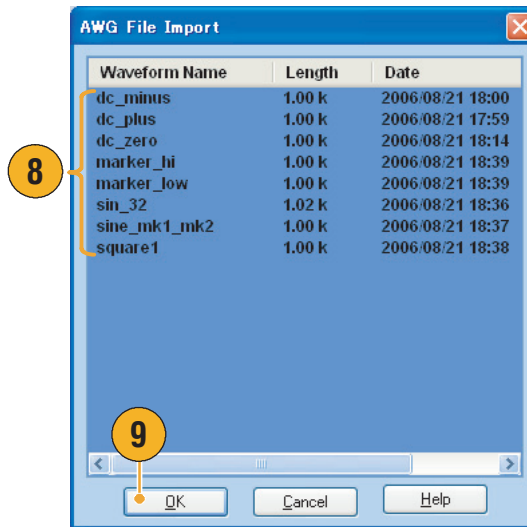 AWG File Import
Waveform Name Length Date
dc_minus 1.00 k 2006/08/21 18:00
dc_plus 1.00 k 2006/08/21 17:59
dc_zero 1.00 k 2006/08/21 18:14
marker_hi 1.00 k 2006/08/21 18:39
marker_low 1.00 k 2006/08/21 18:39
sin_32 1.02 k 2006/08/21 18:36
sine_mk1_mk2 1.00 k 2006/08/21 18:37
square1 1.00 k 2006/08/21 18:38
8
9
OK Cancel Help